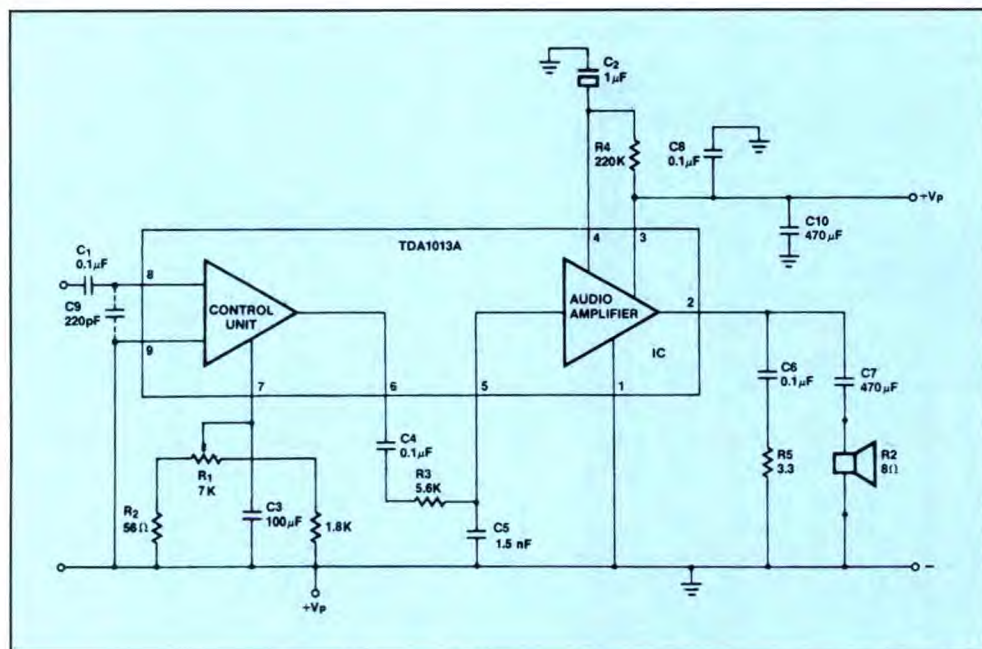 C2
1μF
R4
220K
C8
0.1μF
+Vp
C10
470μF
TDA1013A
4
3
C1
0.1μF
8
C9
220pF
9
CONTROL
UNIT
AUDIO
AMPLIFIER
2
IC
7
6
5
1
C6
0.1μF
C7
470μF
C4
0.1μF
R3
5.6K
R1
7K
R2
56Ω
C3
100μF
1.8K
C5
1.5 nF
R5
3.3
R2
8Ω
+Vp
–